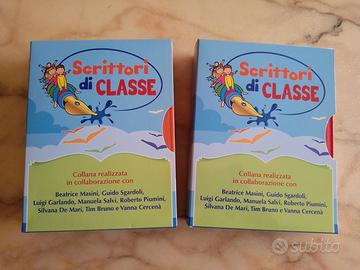 Scrittori
di CLASSE
Collana realizzata
in collaborazione con
Beatrice Masini, Guido Sgardoli,
Luigi Garlando, Manuela Salvi, Roberto Piumini,
Silvana De Mari, Tim Bruno e Vanna Cercenà
Scrittori
di CLASSE
Collana realizzata
in collaborazione con
Beatrice Masini, Guido Sgardoli,
Luigi Garlando, Manuela Salvi, Roberto Piumini,
Silvana De Mari, Tim Bruno e Vanna Cercenà
subito